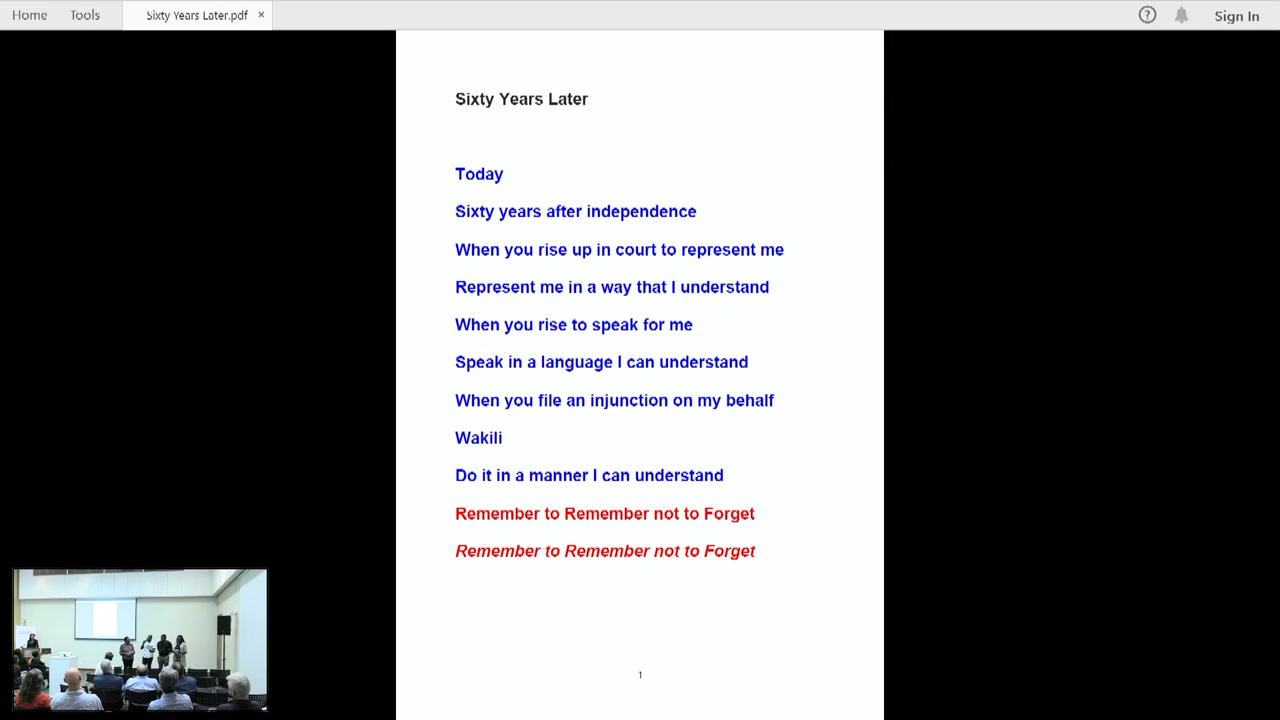 Home Tools Sixty Years Later.pdf × ? Sign In
Sixty Years Later
Today
Sixty years after independence
When you rise up in court to represent me
Represent me in a way that I understand
When you rise to speak for me
Speak in a language I can understand
When you file an injunction on my behalf
Wakili
Do it in a manner I can understand
Remember to Remember not to Forget
Remember to Remember not to Forget
1